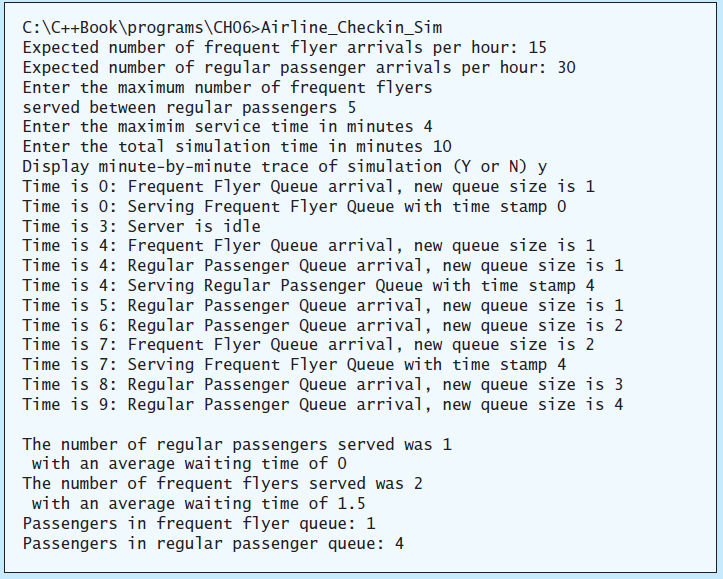 C:\C++Book\programs\CH06>Airline_Checkin_Sim
Expected number of frequent flyer arrivals per hour: 15
Expected number of regular passenger arrivals per hour: 30
Enter the maximum number of frequent flyers
served between regular passengers 5
Enter the maximim service time in minutes 4
Enter the total simulation time in minutes 10
Display minute-by-minute trace of simulation (Y or N) y
Time is 0: Frequent Flyer Queue arrival, new queue size is 1
Time is 0: Serving Frequent Flyer Queue with time stamp 0
Time is 3: Server is idle
Time is 4: Frequent Flyer Queue arrival, new queue size is 1
Time is 4: Regular Passenger Queue arrival, new queue size is 1
Time is 4: Serving Regular Passenger Queue with time stamp 4
Time is 5: Regular Passenger Queue arrival, new queue size is 1
Time is 6: Regular Passenger Queue arrival, new queue size is 2
Time is 7: Frequent Flyer Queue arrival, new queue size is 2
Time is 7: Serving Frequent Flyer Queue with time stamp 4
Time is 8: Regular Passenger Queue arrival, new queue size is 3
Time is 9: Regular Passenger Queue arrival, new queue size is 4

The number of regular passengers served was 1
 with an average waiting time of 0
The number of frequent flyers served was 2
 with an average waiting time of 1.5
Passengers in frequent flyer queue: 1
Passengers in regular passenger queue: 4